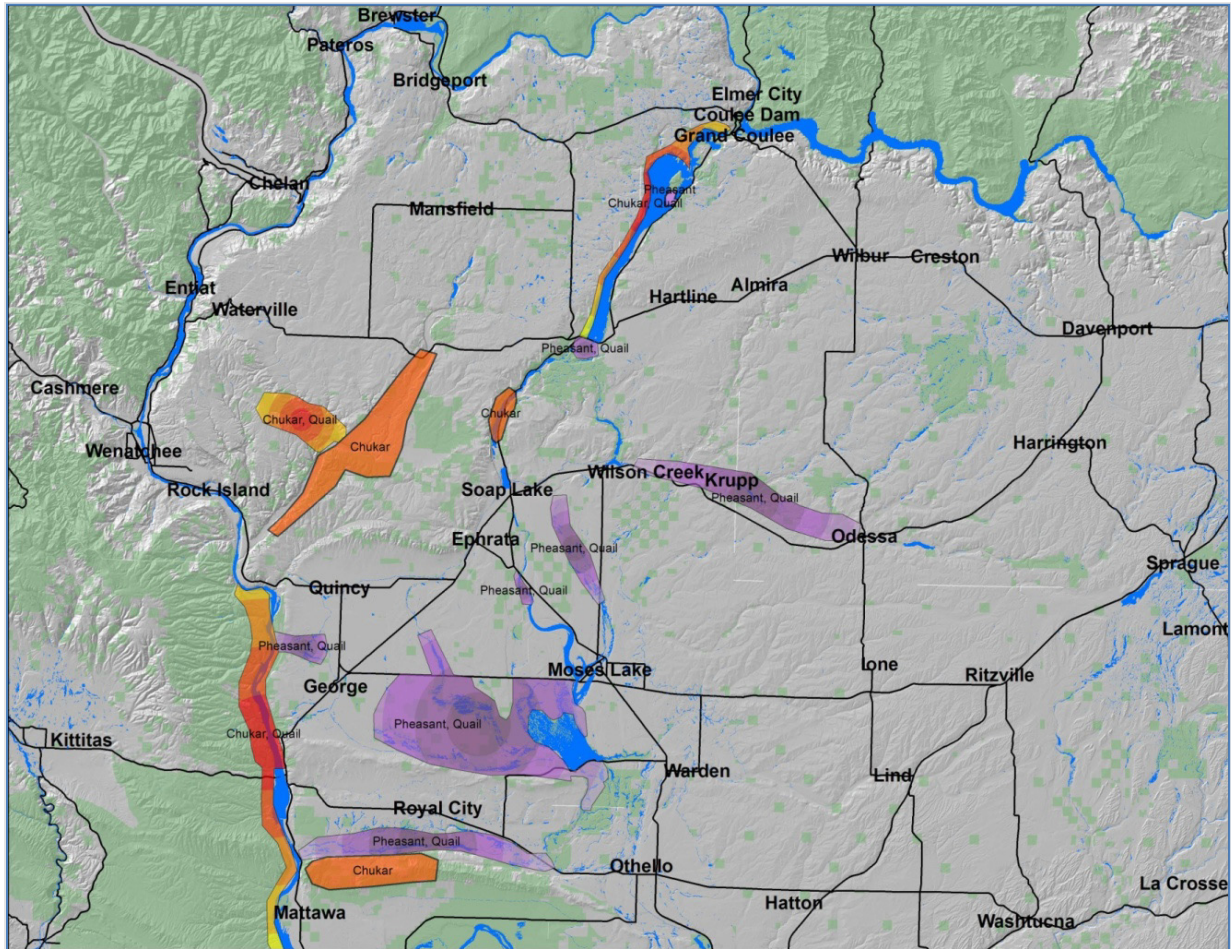 Brewster
Pateros
Bridgeport
Elmer City
Coulee Dam
Grand Coulee
Chelan
Pheasant
Chukar, Quail
Mansfield
Wilbur
Creston
Entiat
Almira
Hartline
Waterville
Davenport
Pheasant, Quail
Cashmere
Chukar
Chukar, Quail
Chukar
Wenatchee
Harrington
Wilson Creek
Krupp
Rock Island
Soap Lake
Pheasant, Quail
Ephrata
Odessa
Pheasant, Quail
Sprague
Quincy
Pheasant, Quail
Lamont
Pheasant, Quail
Moses Lake
Ione
Ritzville
George
Pheasant, Quail
Chukar, Quail
Kittitas
Warden
Lind
Royal City
Pheasant, Quail
Othello
Chukar
La Crosse
Hatton
Mattawa
Washtucna